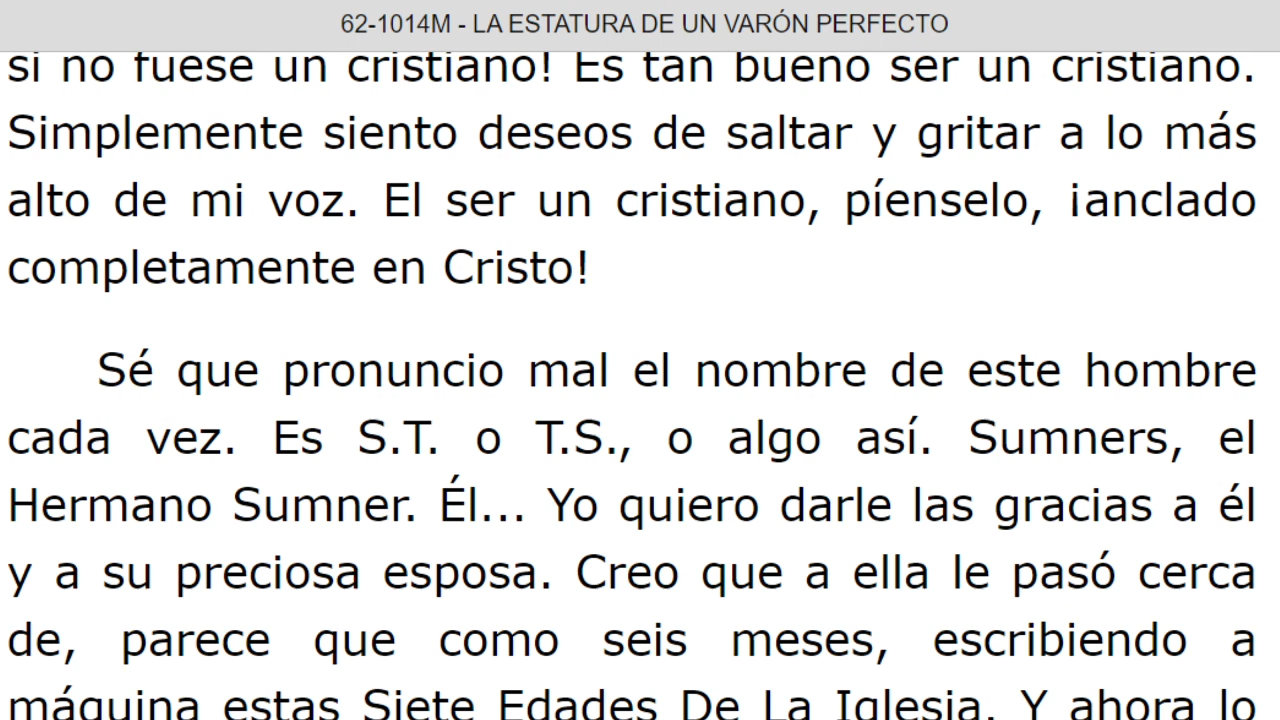 62-1014M - LA ESTATURA DE UN VARÓN PERFECTO
si no fuese un cristiano! Es tan bueno ser un cristiano.
Simplemente siento deseos de saltar y gritar a lo más
alto de mi voz. El ser un cristiano, píenselo, ¡anclado
completamente en Cristo!
Sé que pronuncio mal el nombre de este hombre
cada vez. Es S.T. o T.S., o algo así. Sumners, el
Hermano Sumner. Él... Yo quiero darle las gracias a él
y a su preciosa esposa. Creo que a ella le pasó cerca
de, parece que como seis meses, escribiendo a
máquina estas Siete Edades De La Iglesia. Y ahora lo